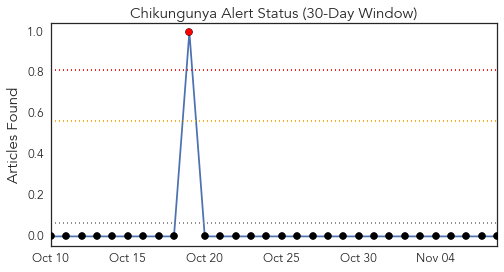 Chikungunya Alert Status (30-Day Window)
Articles Found
1.0
0.8
0.6
0.4
0.2
0.0
Oct 10 Oct 15 Oct 20 Oct 25 Oct 30 Nov 04